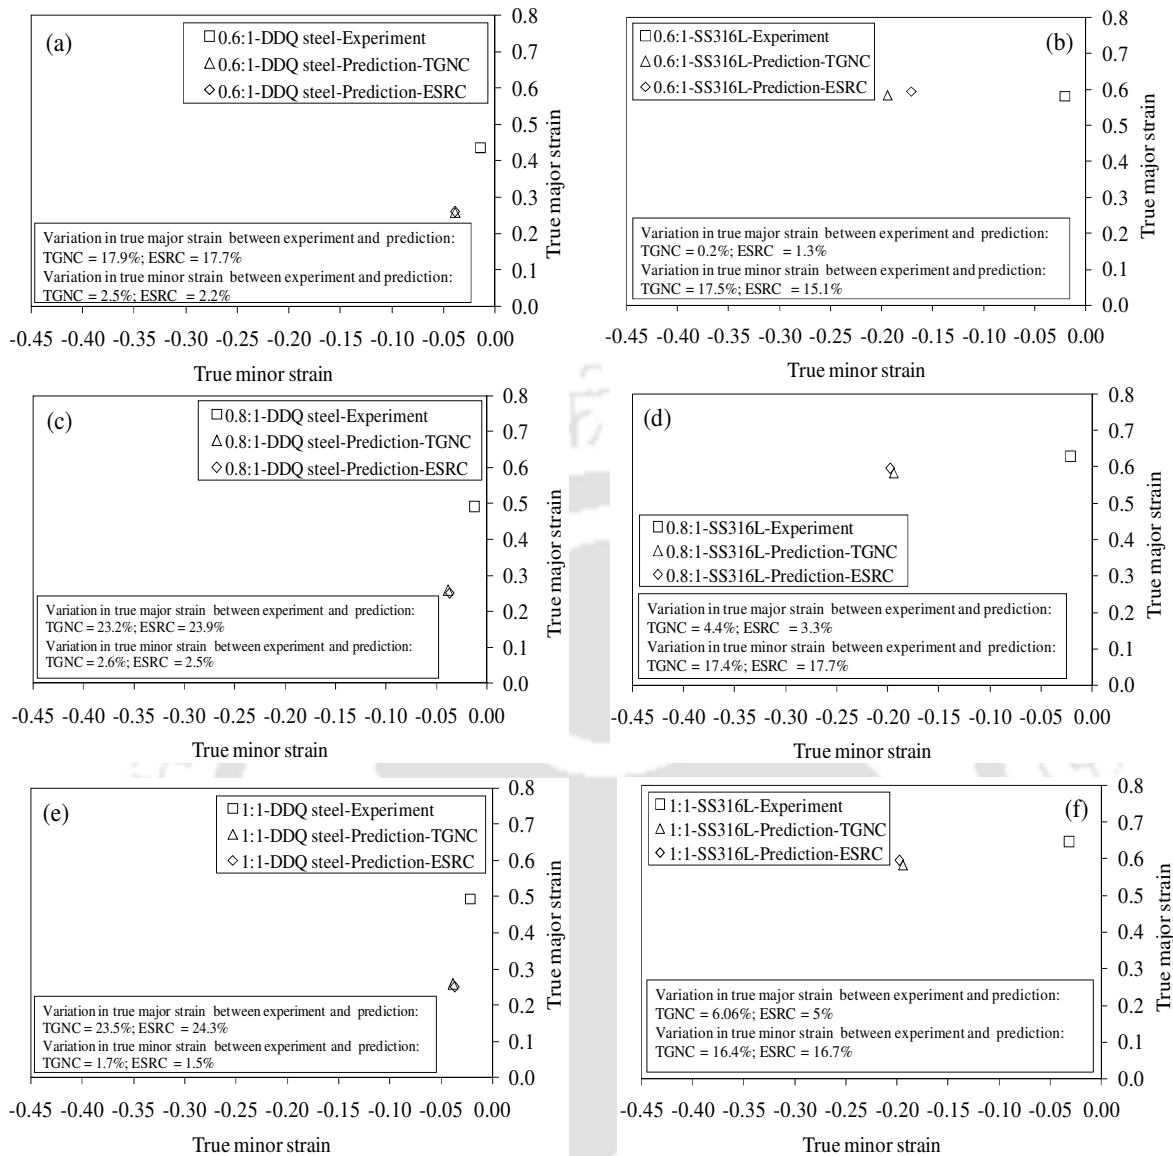 (a)
0.6:1-DDQ steel-Experiment
0.6:1-DDQ steel-Prediction-TGNC
0.6:1-DDQ steel-Prediction-ESRC
Variation in true major strain between experiment and prediction:
TGNC = 17.9%; ESRC = 17.7%
Variation in true minor strain between experiment and prediction:
TGNC = 2.5%; ESRC = 2.2%
0.8
0.7
0.6
0.5
0.4
0.3
0.2
0.1
0.0
True major strain
-0.45 -0.40 -0.35 -0.30 -0.25 -0.20 -0.15 -0.10 -0.05 0.00
True minor strain
(b)
0.6:1-SS316L-Experiment
0.6:1-SS316L-Prediction-TGNC
0.6:1-SS316L-Prediction-ESRC
Variation in true major strain between experiment and prediction:
TGNC = 0.2%; ESRC = 1.3%
Variation in true minor strain between experiment and prediction:
TGNC = 17.5%; ESRC = 15.1%
0.8
0.7
0.6
0.5
0.4
0.3
0.2
0.1
0.0
True major strain
-0.45 -0.40 -0.35 -0.30 -0.25 -0.20 -0.15 -0.10 -0.05 0.00
True minor strain
(c)
0.8:1-DDQ steel-Experiment
0.8:1-DDQ steel-Prediction-TGNC
0.8:1-DDQ steel-Prediction-ESRC
Variation in true major strain between experiment and prediction:
TGNC = 23.2%; ESRC = 23.9%
Variation in true minor strain between experiment and prediction:
TGNC = 2.6%; ESRC = 2.5%
0.8
0.7
0.6
0.5
0.4
0.3
0.2
0.1
0.0
True major strain
-0.45 -0.40 -0.35 -0.30 -0.25 -0.20 -0.15 -0.10 -0.05 0.00
True minor strain
(d)
0.8:1-SS316L-Experiment
0.8:1-SS316L-Prediction-TGNC
0.8:1-SS316L-Prediction-ESRC
Variation in true major strain between experiment and prediction:
TGNC = 4.4%; ESRC = 3.3%
Variation in true minor strain between experiment and prediction:
TGNC = 17.4%; ESRC = 17.7%
0.8
0.7
0.6
0.5
0.4
0.3
0.2
0.1
0.0
True major strain
-0.45 -0.40 -0.35 -0.30 -0.25 -0.20 -0.15 -0.10 -0.05 0.00
True minor strain
(e)
1:1-DDQ steel-Experiment
1:1-DDQ steel-Prediction-TGNC
1:1-DDQ steel-Prediction-ESRC
Variation in true major strain between experiment and prediction:
TGNC = 23.5%; ESRC = 24.3%
Variation in true minor strain between experiment and prediction:
TGNC = 1.7%; ESRC = 1.5%
0.8
0.7
0.6
0.5
0.4
0.3
0.2
0.1
0.0
True major strain
-0.45 -0.40 -0.35 -0.30 -0.25 -0.20 -0.15 -0.10 -0.05 0.00
True minor strain
(f)
1:1-SS316L-Experiment
1:1-SS316L-Prediction-TGNC
1:1-SS316L-Prediction-ESRC
Variation in true major strain between experiment and prediction:
TGNC = 6.06%; ESRC = 5%
Variation in true minor strain between experiment and prediction:
TGNC = 16.4%; ESRC = 16.7%
0.8
0.7
0.6
0.5
0.4
0.3
0.2
0.1
0.0
True major strain
-0.45 -0.40 -0.35 -0.30 -0.25 -0.20 -0.15 -0.10 -0.05 0.00
True minor strain